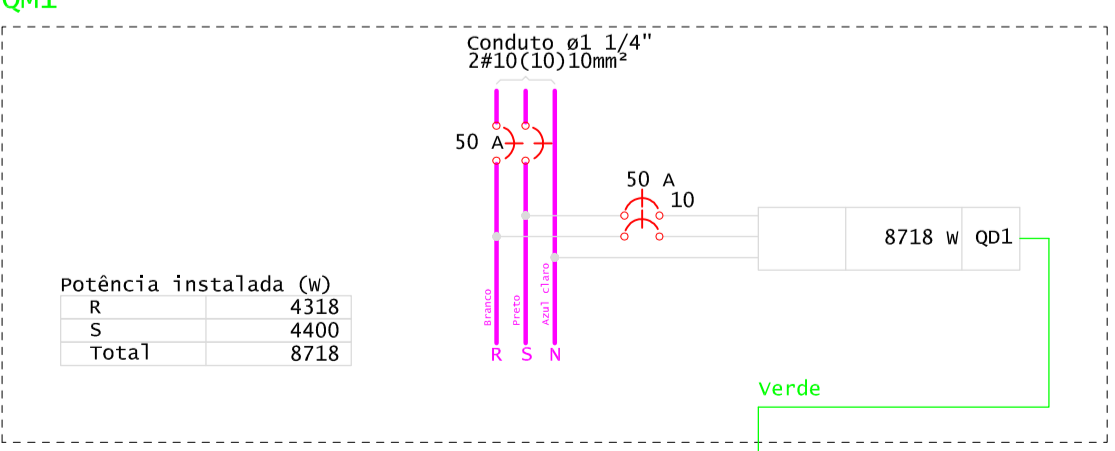 QM1
Conduto ø1 1/4"
2#10(10)10mm²
50 A
50 A
10
8718 W QD1
Potência instalada (W)
R 4318
S 4400
Total 8718
Branco
Preto
Azul claro
R S N
Verde